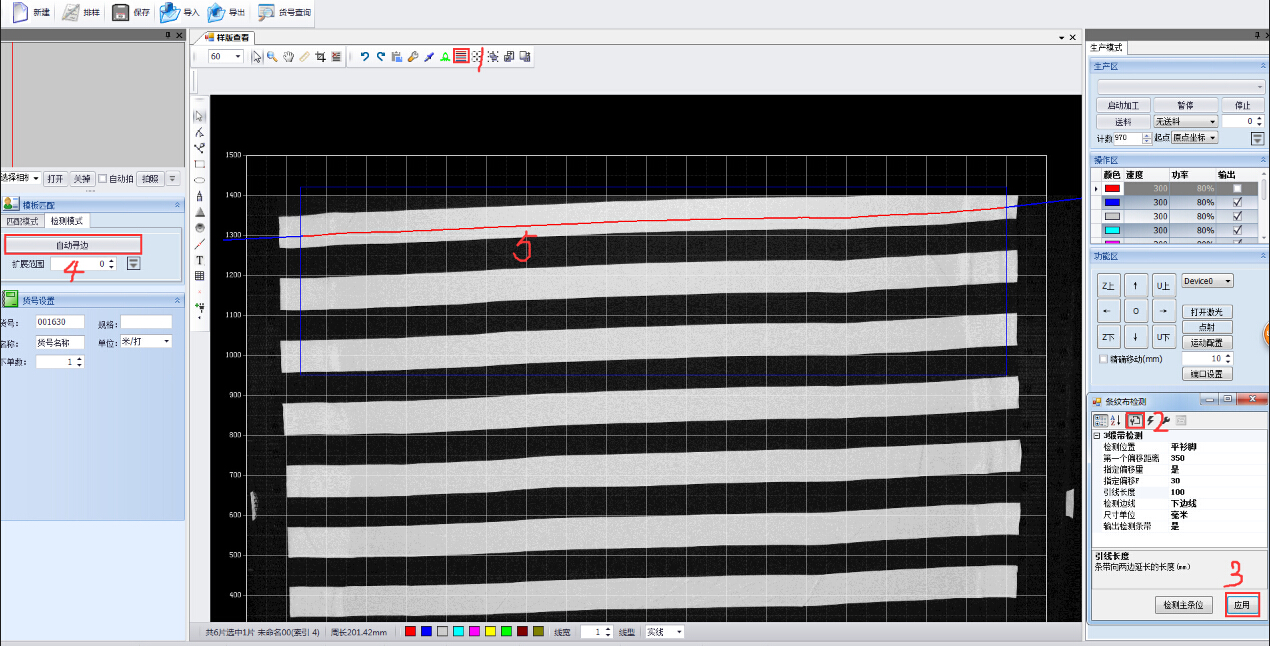 新建 排样 保存 导入 导出 货号查询
样版查看
60
1
1500
1400
1300
1200
1100
1000
900
800
700
600
500
400
5
打开 关掉 自动拍 拍照
模板匹配
匹配模式 检测模式
自动寻边
扩展范围 0
4
货号设置
货号: 001630 规格:
名称: 货号名称 单位: 米/打
下单数: 1
共6片选中1片 未命名00(索引 4) 周长201.42mm 线宽 1 线型 实线
生产模式
生产区
启动加工 暂停 停止
送料 无送料 0
计数 970 起点 原点坐标
操作区
颜色 速度 功率 输出
300 80%
300 80%
300 80%
300 80%
300 80%
功能区
Z上 ↑ U上 Device0
← O → 打开激光
点射
Z下 ↓ U下 运动配置
精确移动(mm) 10
端口设置
条纹布检测
2
3缎带检测
检测位置 平衫脚
第一个偏移距离 350
指定偏移量 是
指定偏移F 30
引线长度 100
检测边线 下边线
尺寸单位 毫米
输出检测条带 是
引线长度
条带向两边延长的长度(mm)
3
检测主条位 应用